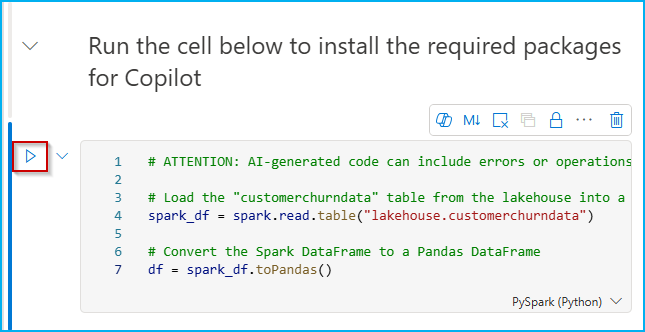 Run the cell below to install the required packages
for Copilot
M↓
1 # ATTENTION: AI-generated code can include errors or operations
2
3 # Load the "customerchurndata" table from the lakehouse into a
4 spark_df = spark.read.table("lakehouse.customerchurndata")
5
6 # Convert the Spark DataFrame to a Pandas DataFrame
7 df = spark_df.toPandas()
PySpark (Python)